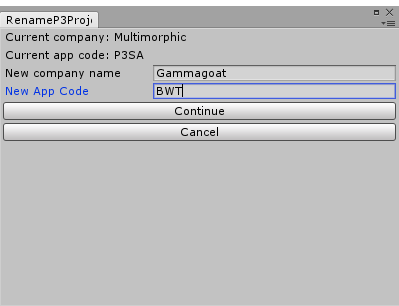 RenameP3Proj
Current company: Multimorphic
Current app code: P3SA
New company name Gammagoat
New App Code BWT
Continue
Cancel